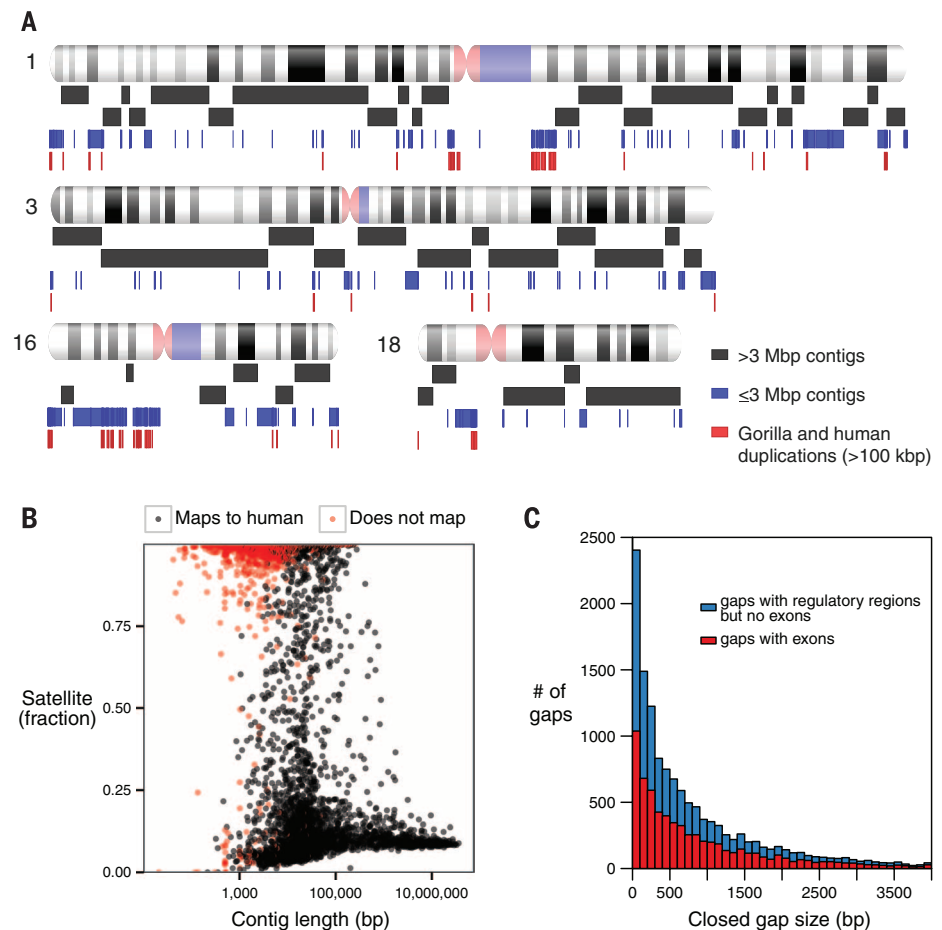 A
1
3
16
18
>3 Mbp contigs
≤3 Mbp contigs
Gorilla and human
duplications (>100 kbp)
B
Maps to human
Does not map
0.75
0.50
0.25
0.00
Satellite
(fraction)
1,000
100,000
10,000,000
Contig length (bp)
C
2500
2000
1500
1000
500
0
# of
gaps
gaps with regulatory regions
but no exons
gaps with exons
0
500
1500
2500
3500
Closed gap size (bp)